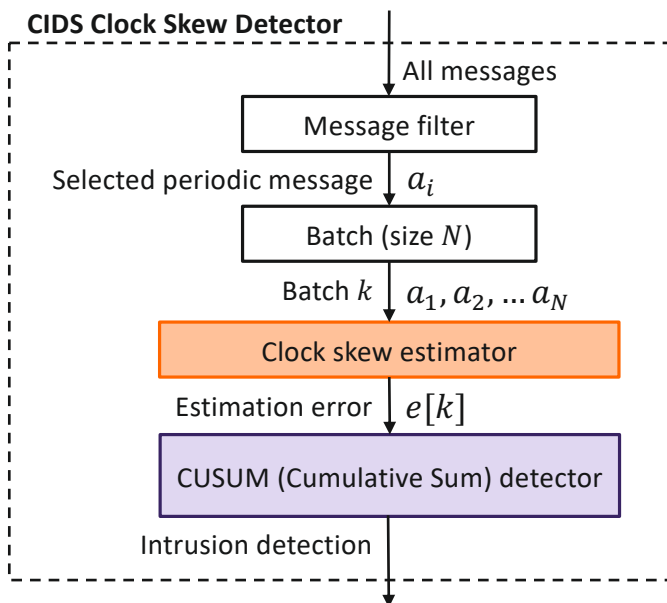 CIDS Clock Skew Detector
All messages
Message filter
Selected periodic message a_i
Batch (size N)
Batch k a_1, a_2, … a_N
Clock skew estimator
Estimation error e[k]
CUSUM (Cumulative Sum) detector
Intrusion detection